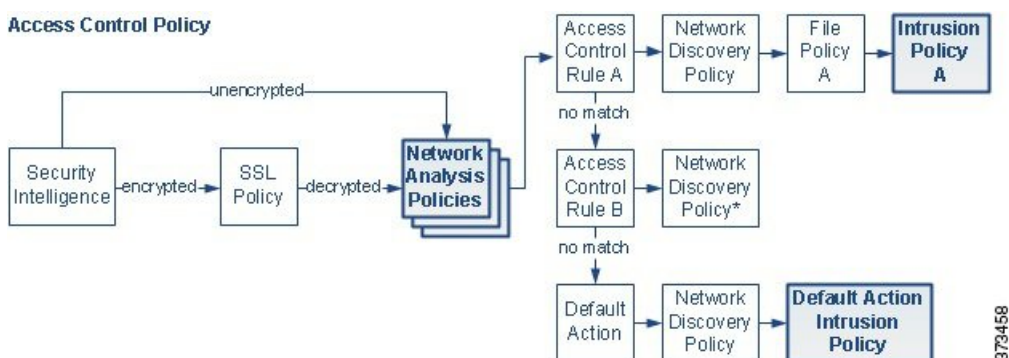 Access Control Policy
Access
Control
Rule A
Network
Discovery
Policy
File
Policy
A
Intrusion
Policy
A
unencrypted
no match
Security
Intelligence
encrypted
SSL
Policy
decrypted
Network
Analysis
Policies
Access
Control
Rule B
Network
Discovery
Policy*
no match
Default
Action
Network
Discovery
Policy
Default Action
Intrusion
Policy
373458